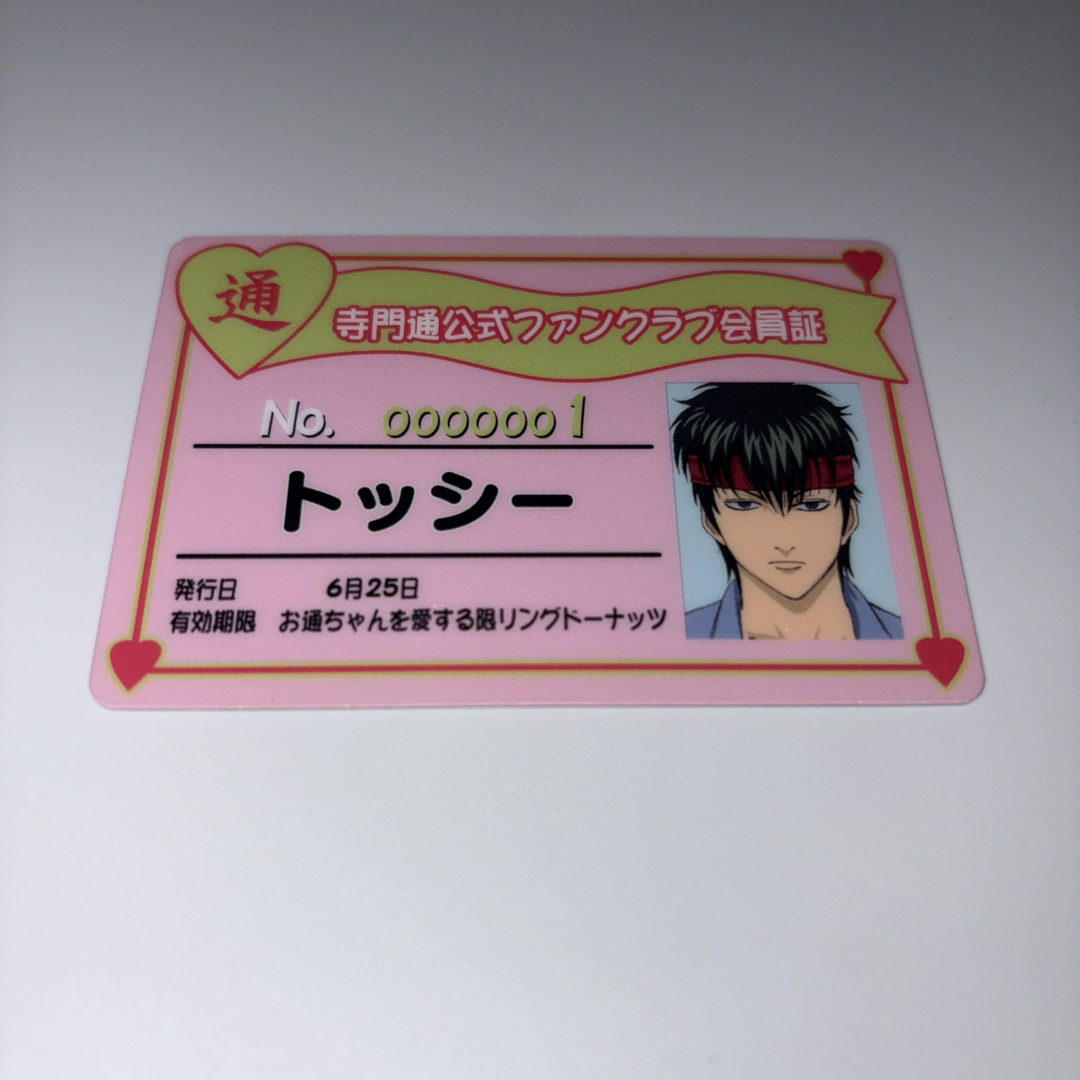 通
寺門通公式ファンクラブ会員証
No. 0000001
トッシー
発行日 6月25日
有効期限 お通ちゃんを愛する限リングドーナッツ